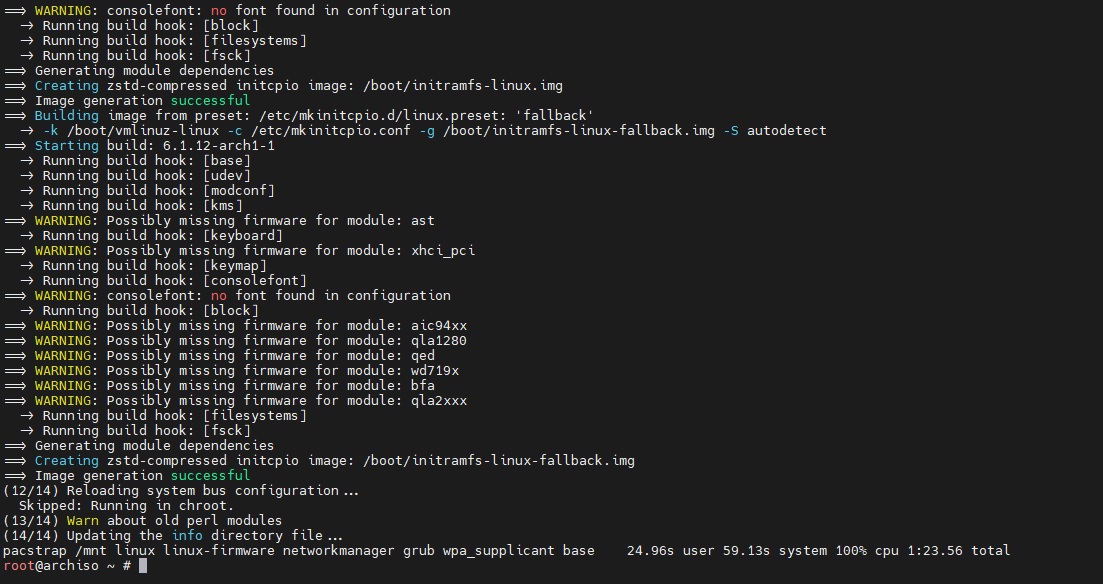 ==> WARNING: consolefont: no font found in configuration
-> Running build hook: [block]
-> Running build hook: [filesystems]
-> Running build hook: [fsck]
==> Generating module dependencies
==> Creating zstd-compressed initcpio image: /boot/initramfs-linux.img
==> Image generation successful
==> Building image from preset: /etc/mkinitcpio.d/linux.preset: 'fallback'
-> -k /boot/vmlinuz-linux -c /etc/mkinitcpio.conf -g /boot/initramfs-linux-fallback.img -S autodetect
==> Starting build: 6.1.12-arch1-1
-> Running build hook: [base]
-> Running build hook: [udev]
-> Running build hook: [modconf]
-> Running build hook: [kms]
==> WARNING: Possibly missing firmware for module: ast
-> Running build hook: [keyboard]
==> WARNING: Possibly missing firmware for module: xhci_pci
-> Running build hook: [keymap]
-> Running build hook: [consolefont]
==> WARNING: consolefont: no font found in configuration
-> Running build hook: [block]
==> WARNING: Possibly missing firmware for module: aic94xx
==> WARNING: Possibly missing firmware for module: qla1280
==> WARNING: Possibly missing firmware for module: qed
==> WARNING: Possibly missing firmware for module: wd719x
==> WARNING: Possibly missing firmware for module: bfa
==> WARNING: Possibly missing firmware for module: qla2xxx
-> Running build hook: [filesystems]
-> Running build hook: [fsck]
==> Generating module dependencies
==> Creating zstd-compressed initcpio image: /boot/initramfs-linux-fallback.img
==> Image generation successful
(12/14) Reloading system bus configuration...
Skipped: Running in chroot.
(13/14) Warn about old perl modules
(14/14) Updating the info directory file...
pacstrap /mnt linux linux-firmware networkmanager grub wpa_supplicant base    24.96s user 59.13s system 100% cpu 1:23.56 total
root@archiso ~ #